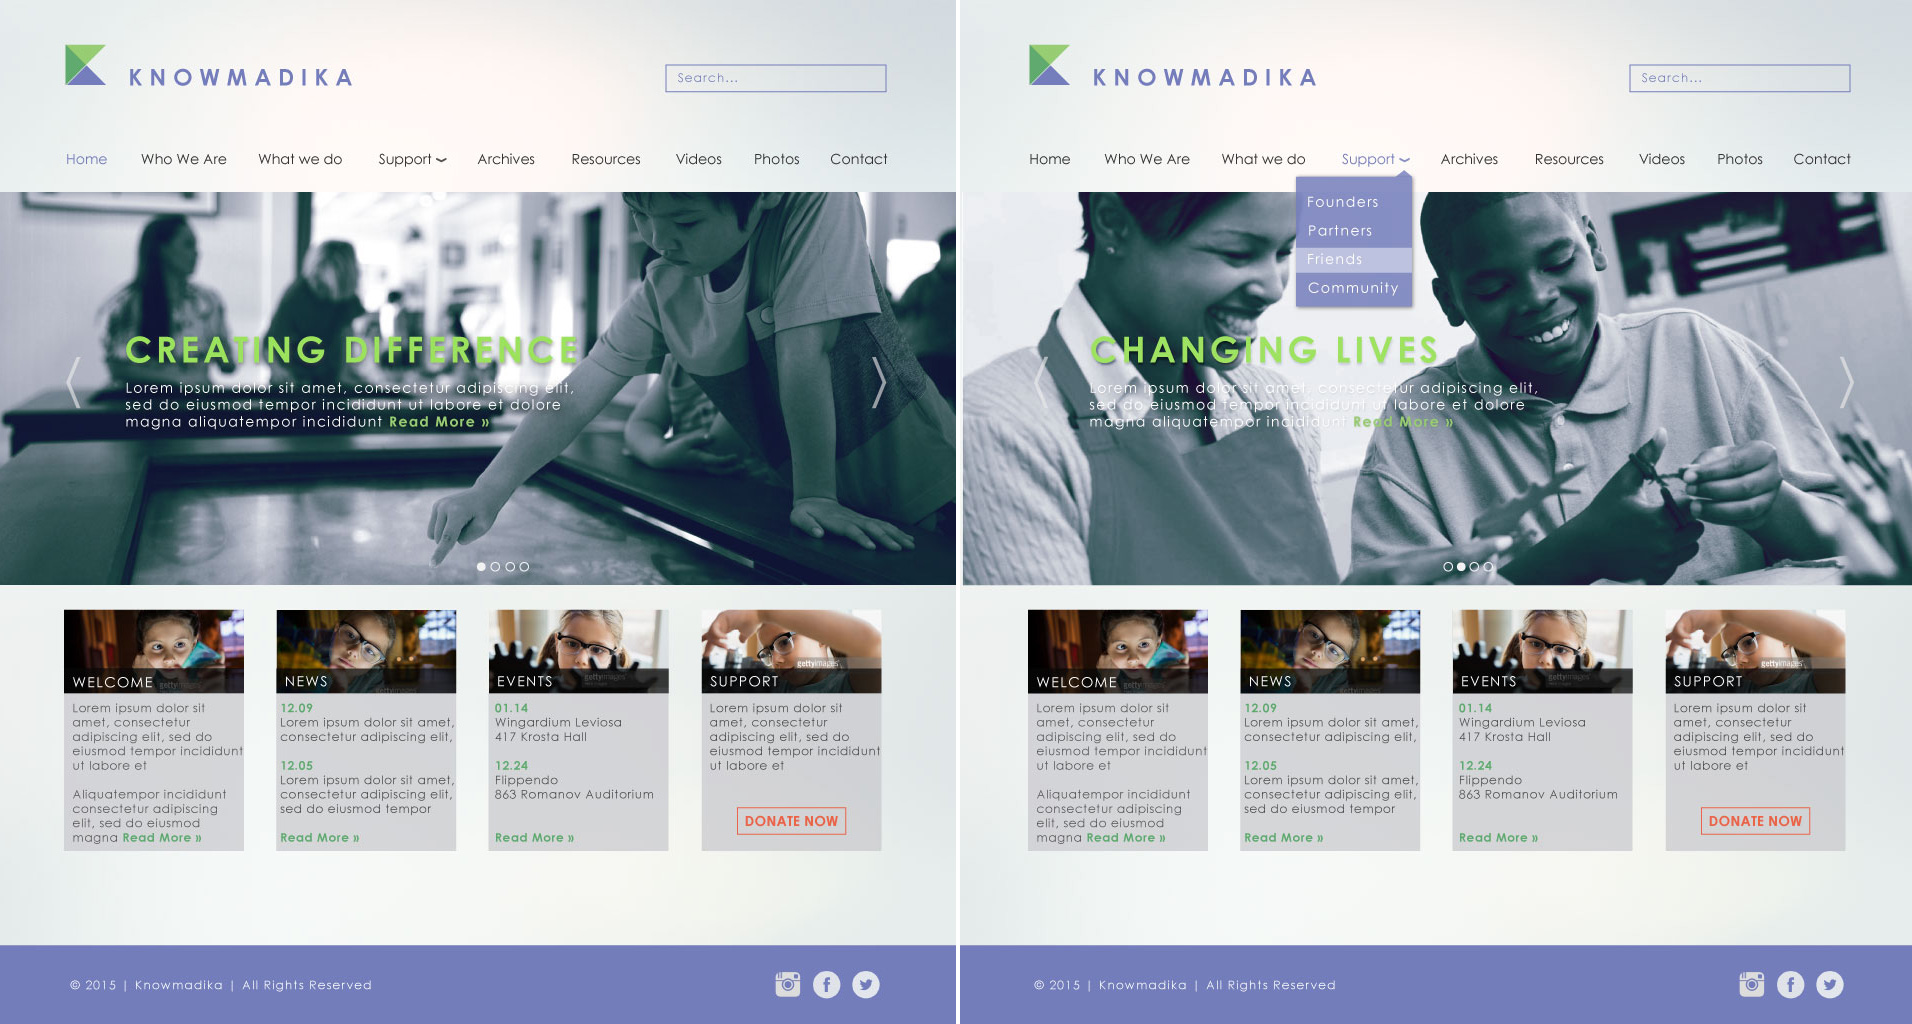 KNOWMADIKA
Search...
Home Who We Are What we do Support Archives Resources Videos Photos Contact
CREATING DIFFERENCE
Lorem ipsum dolor sit amet, consectetur adipiscing elit,
sed do eiusmod tempor incididunt ut labore et dolore
magna aliquatempor incididunt Read More »
WELCOME
gettyimages
Lorem ipsum dolor sit
amet, consectetur
adipiscing elit, sed do
eiusmod tempor incididunt
ut labore et
Aliquatempor incididunt
consectetur adipiscing
elit, sed do eiusmod
magna Read More »
NEWS
gettyimages
12.09
Lorem ipsum dolor sit amet,
consectetur adipiscing elit,
12.05
Lorem ipsum dolor sit amet,
consectetur adipiscing elit,
sed do eiusmod tempor
Read More »
EVENTS
gettyimages
01.14
Wingardium Leviosa
417 Krosta Hall
12.24
Flippendo
863 Romanov Auditorium
Read More »
SUPPORT
gettyimages
Lorem ipsum dolor sit
amet, consectetur
adipiscing elit, sed do
eiusmod tempor incididunt
ut labore et
DONATE NOW
© 2015 | Knowmadika | All Rights Reserved
KNOWMADIKA
Search...
Home Who We Are What we do Support Archives Resources Videos Photos Contact
Founders
Partners
Friends
Community
CHANGING LIVES
Lorem ipsum dolor sit amet, consectetur adipiscing elit,
sed do eiusmod tempor incididunt ut labore et dolore
magna aliquatempor incididunt Read More »
WELCOME
gettyimages
Lorem ipsum dolor sit
amet, consectetur
adipiscing elit, sed do
eiusmod tempor incididunt
ut labore et
Aliquatempor incididunt
consectetur adipiscing
elit, sed do eiusmod
magna Read More »
NEWS
gettyimages
12.09
Lorem ipsum dolor sit amet,
consectetur adipiscing elit,
12.05
Lorem ipsum dolor sit amet,
consectetur adipiscing elit,
sed do eiusmod tempor
Read More »
EVENTS
gettyimages
01.14
Wingardium Leviosa
417 Krosta Hall
12.24
Flippendo
863 Romanov Auditorium
Read More »
SUPPORT
gettyimages
Lorem ipsum dolor sit
amet, consectetur
adipiscing elit, sed do
eiusmod tempor incididunt
ut labore et
DONATE NOW
© 2015 | Knowmadika | All Rights Reserved